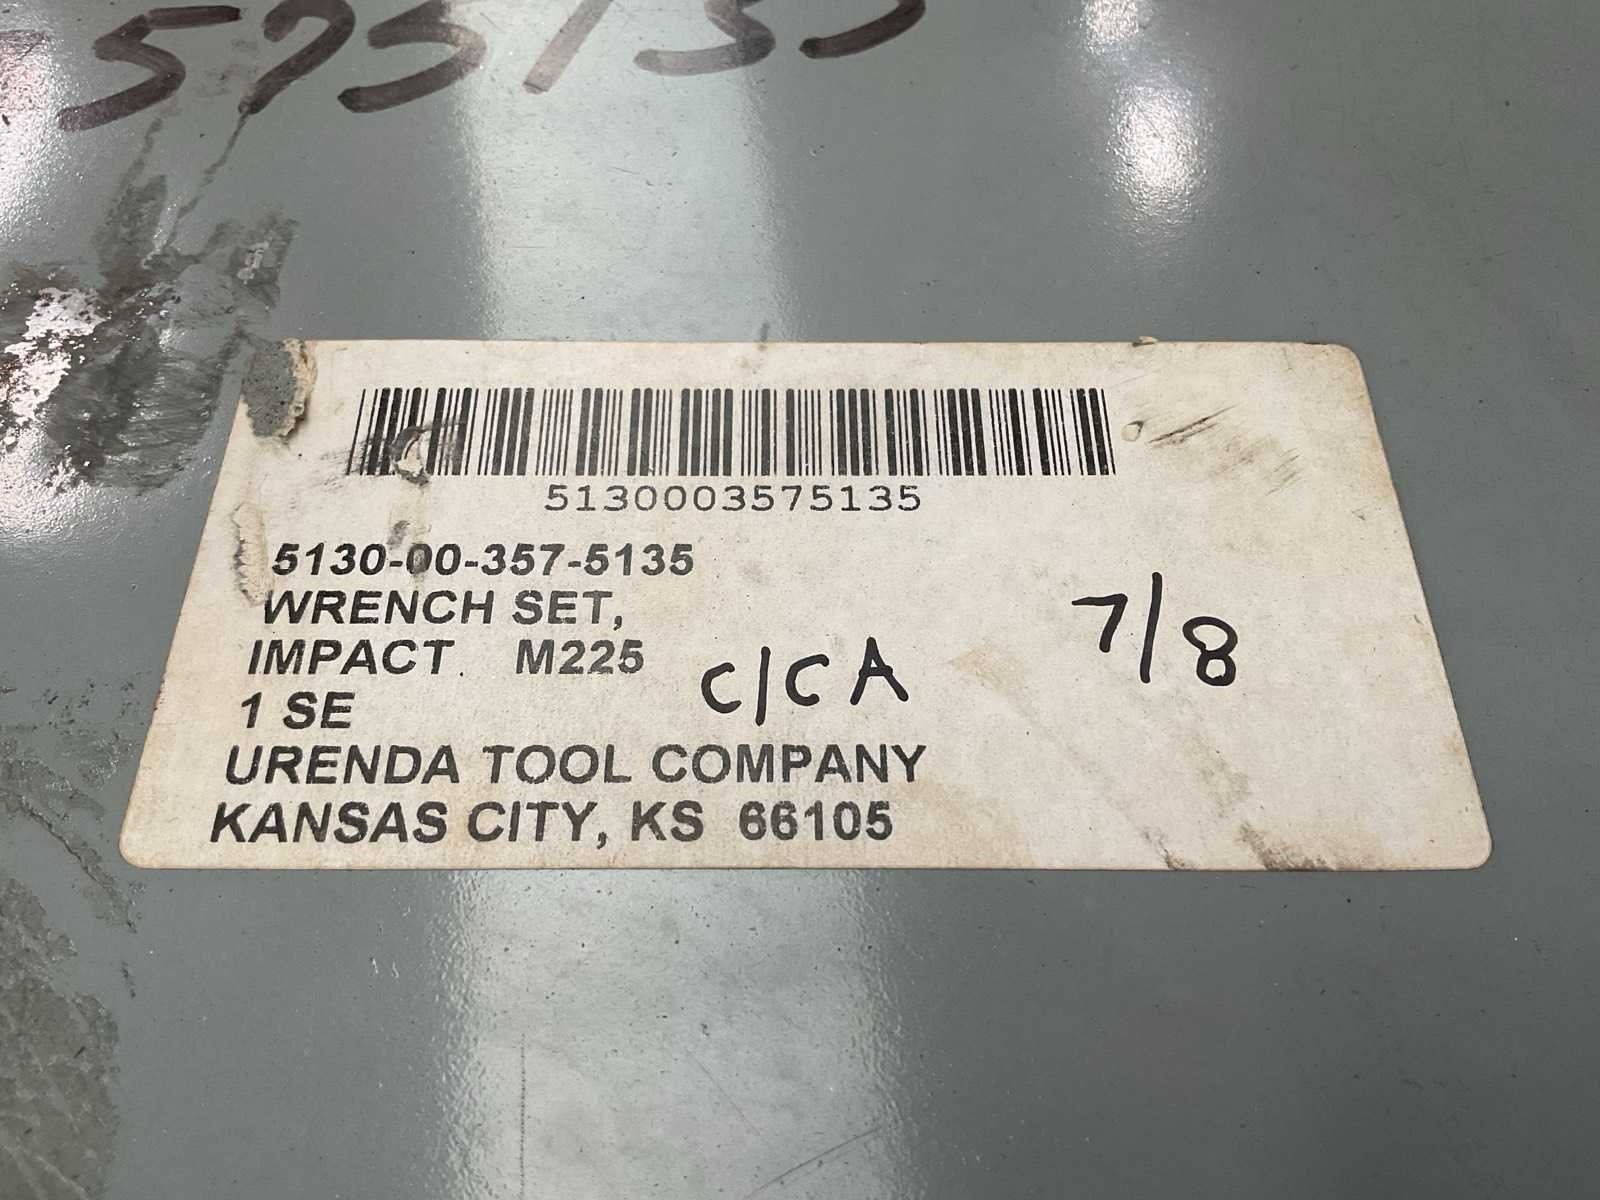 575135
5130003575135
5130-00-357-5135
WRENCH SET,
IMPACT. M225
C/CA
7/8
1 SE
URENDA TOOL COMPANY
KANSAS CITY, KS 66105